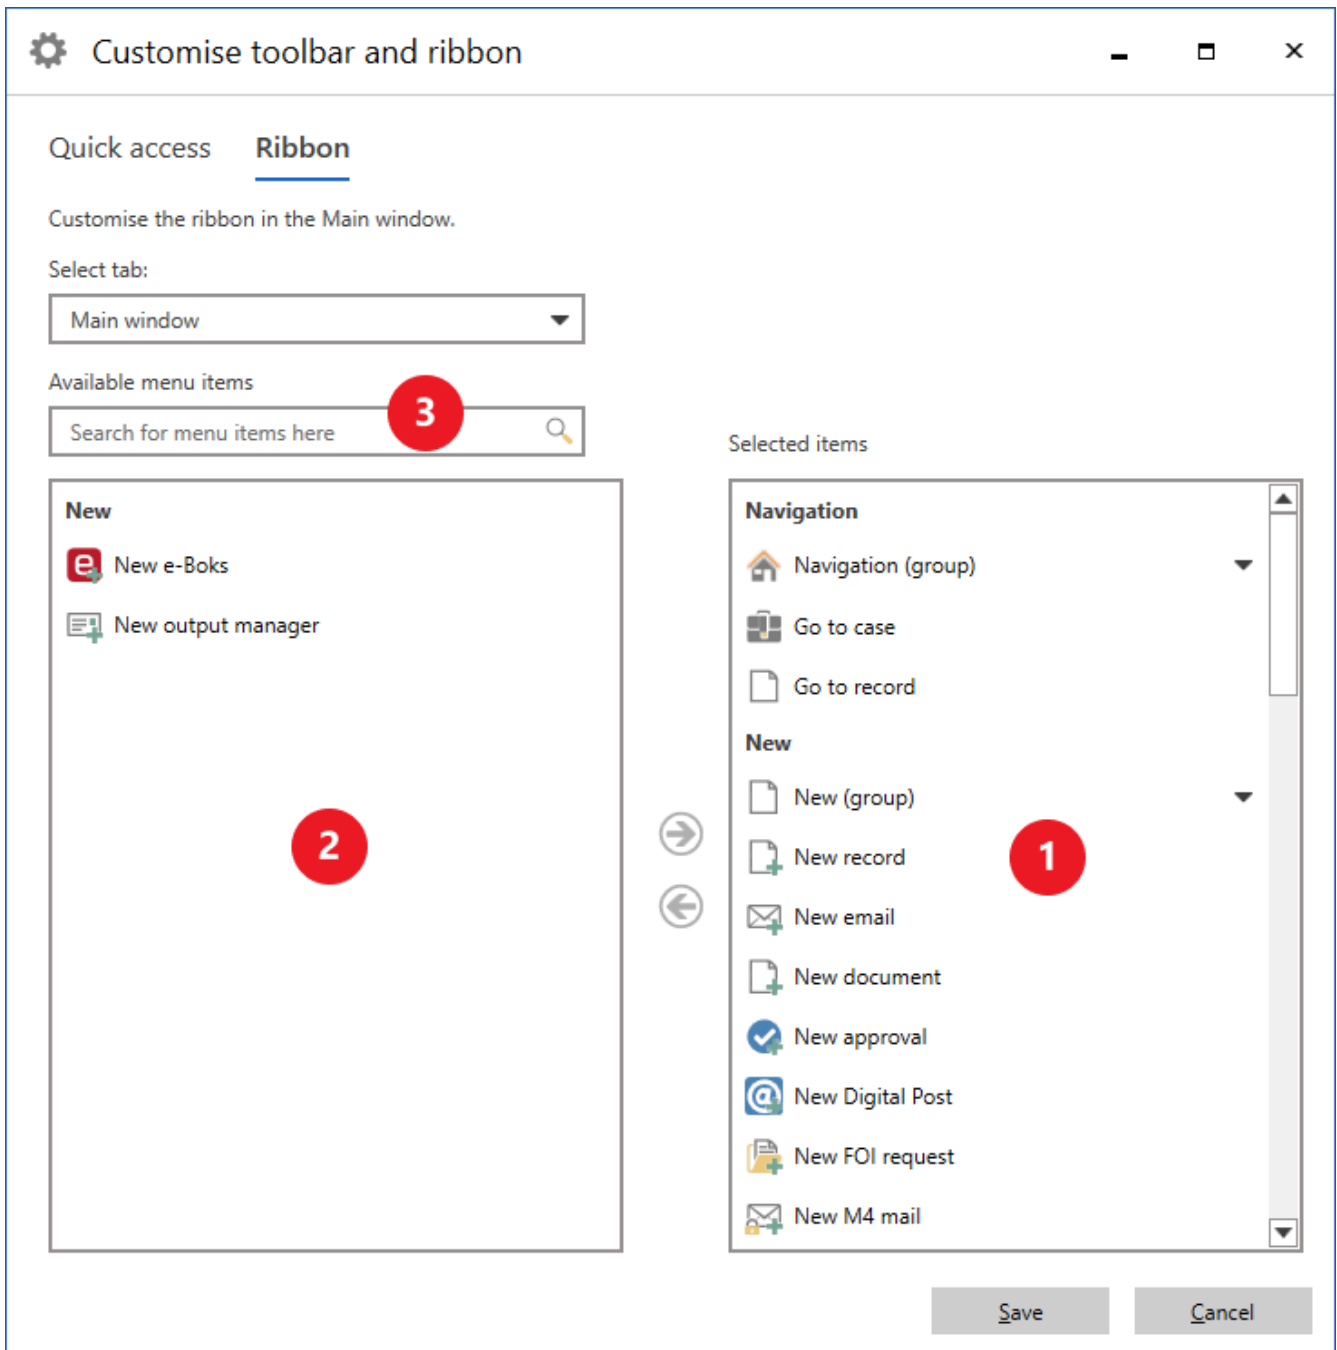 Customise toolbar and ribbon
Quick access
Ribbon
Customise the ribbon in the Main window.
Select tab:
Main window
Available menu items
3
Search for menu items here
New
New e-Boks
New output manager
2
Selected items
Navigation
Navigation (group)
Go to case
Go to record
New
New (group)
New record
1
New email
New document
New approval
New Digital Post
New FOI request
New M4 mail
Save
Cancel